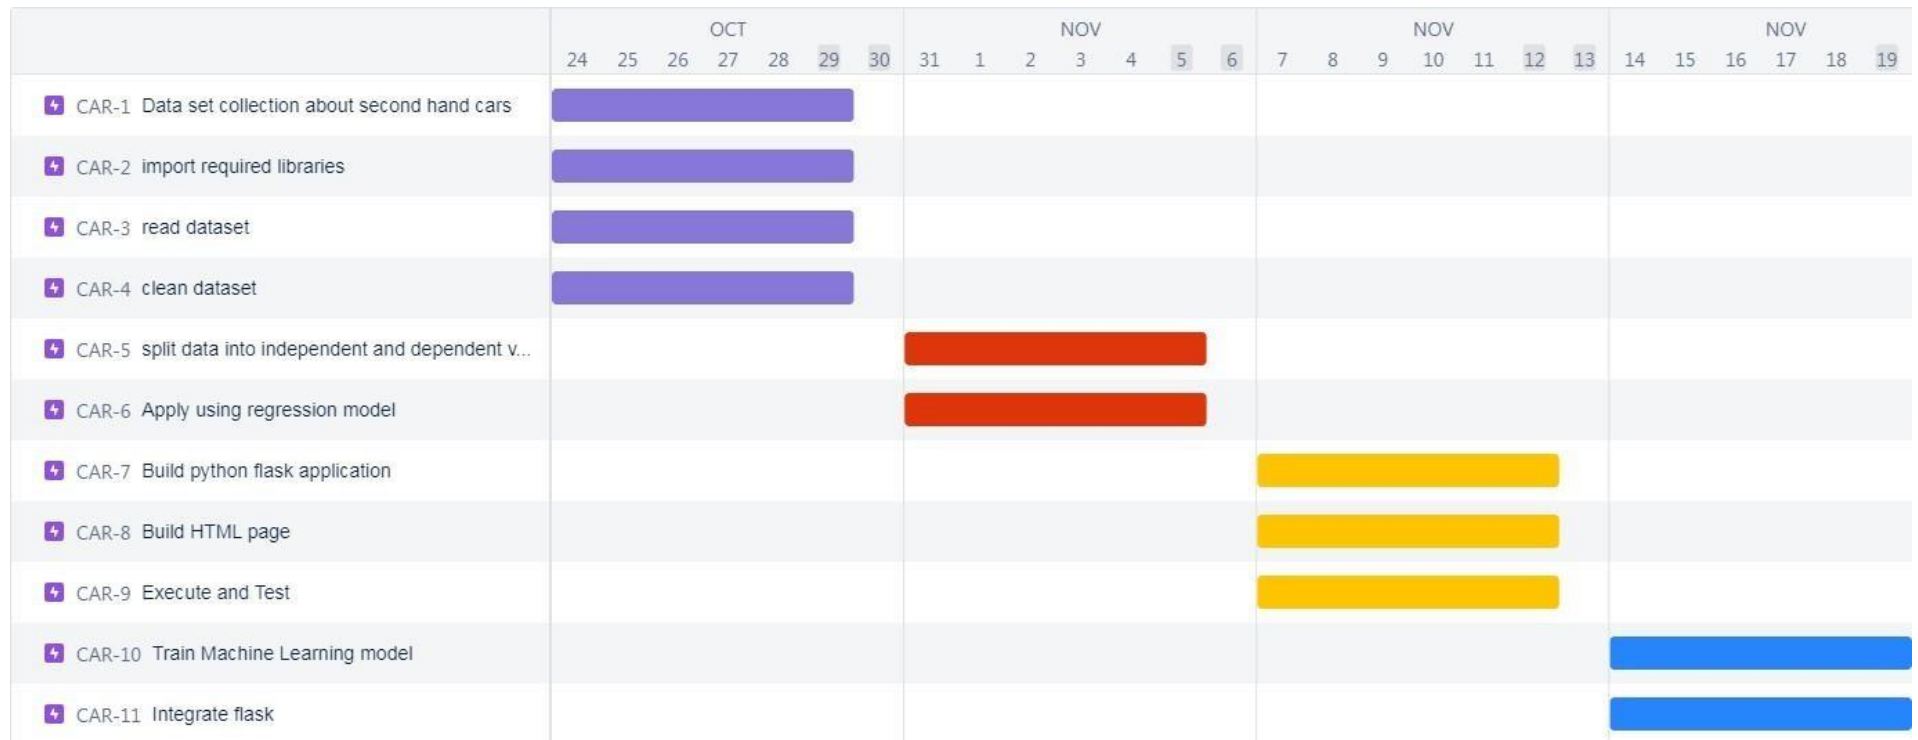 OCT NOV NOV NOV
24 25 26 27 28 29 30 31 1 2 3 4 5 6 7 8 9 10 11 12 13 14 15 16 17 18 19
CAR-1 Data set collection about second hand cars
CAR-2 import required libraries
CAR-3 read dataset
CAR-4 clean dataset
CAR-5 split data into independent and dependent v...
CAR-6 Apply using regression model
CAR-7 Build python flask application
CAR-8 Build HTML page
CAR-9 Execute and Test
CAR-10 Train Machine Learning model
CAR-11 Integrate flask